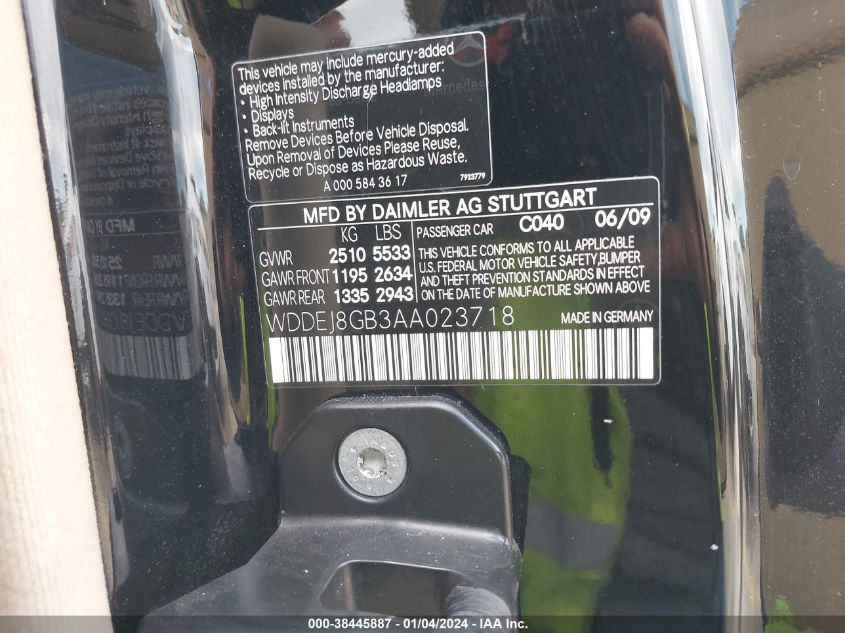 This vehicle may include mercury-added
devices installed by the manufacturer:
• High Intensity Discharge Headlamps
• Displays
• Back-lit Instruments
Remove Devices Before Vehicle Disposal.
Upon Removal of Devices Please Reuse,
Recycle or Dispose as Hazardous Waste.
A 000 584 36 17
7923779
MFD BY DAIMLER AG STUTTGART
KG LBS
GVWR 2510 5533
GAWR FRONT 1195 2634
GAWR REAR 1335 2943
PASSENGER CAR C040 06/09
THIS VEHICLE CONFORMS TO ALL APPLICABLE
U.S. FEDERAL MOTOR VEHICLE SAFETY,BUMPER
AND THEFT PREVENTION STANDARDS IN EFFECT
ON THE DATE OF MANUFACTURE SHOWN ABOVE
WDDEJ8GB3AA023718
MADE IN GERMANY
000-38445887 - 01/04/2024 - IAA Inc.